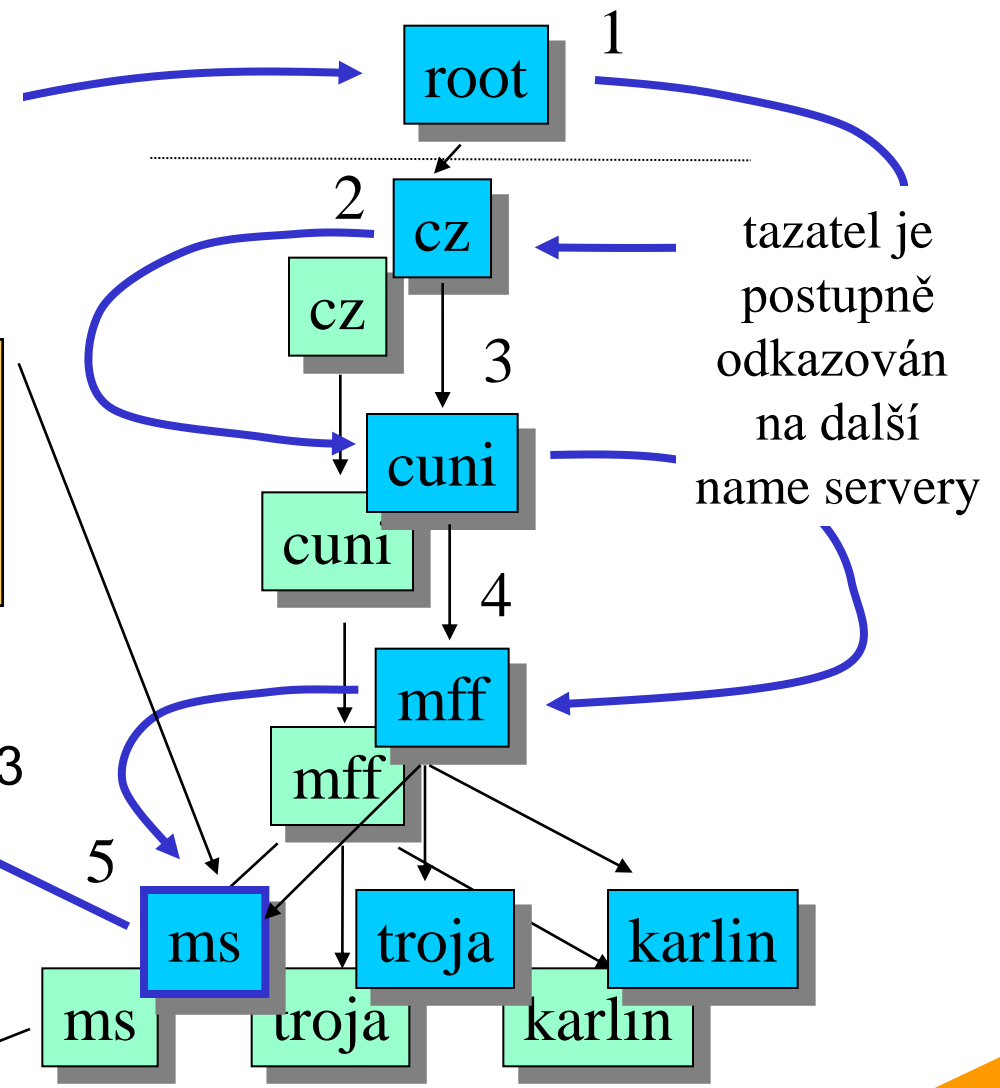 1
root
2
cz
tazatel je
postupně
odkazován
na další
name servery
cz
3
cuni
cuni
4
mff
mff
3
5
ms
troja
karlin
ms
troja
karlin